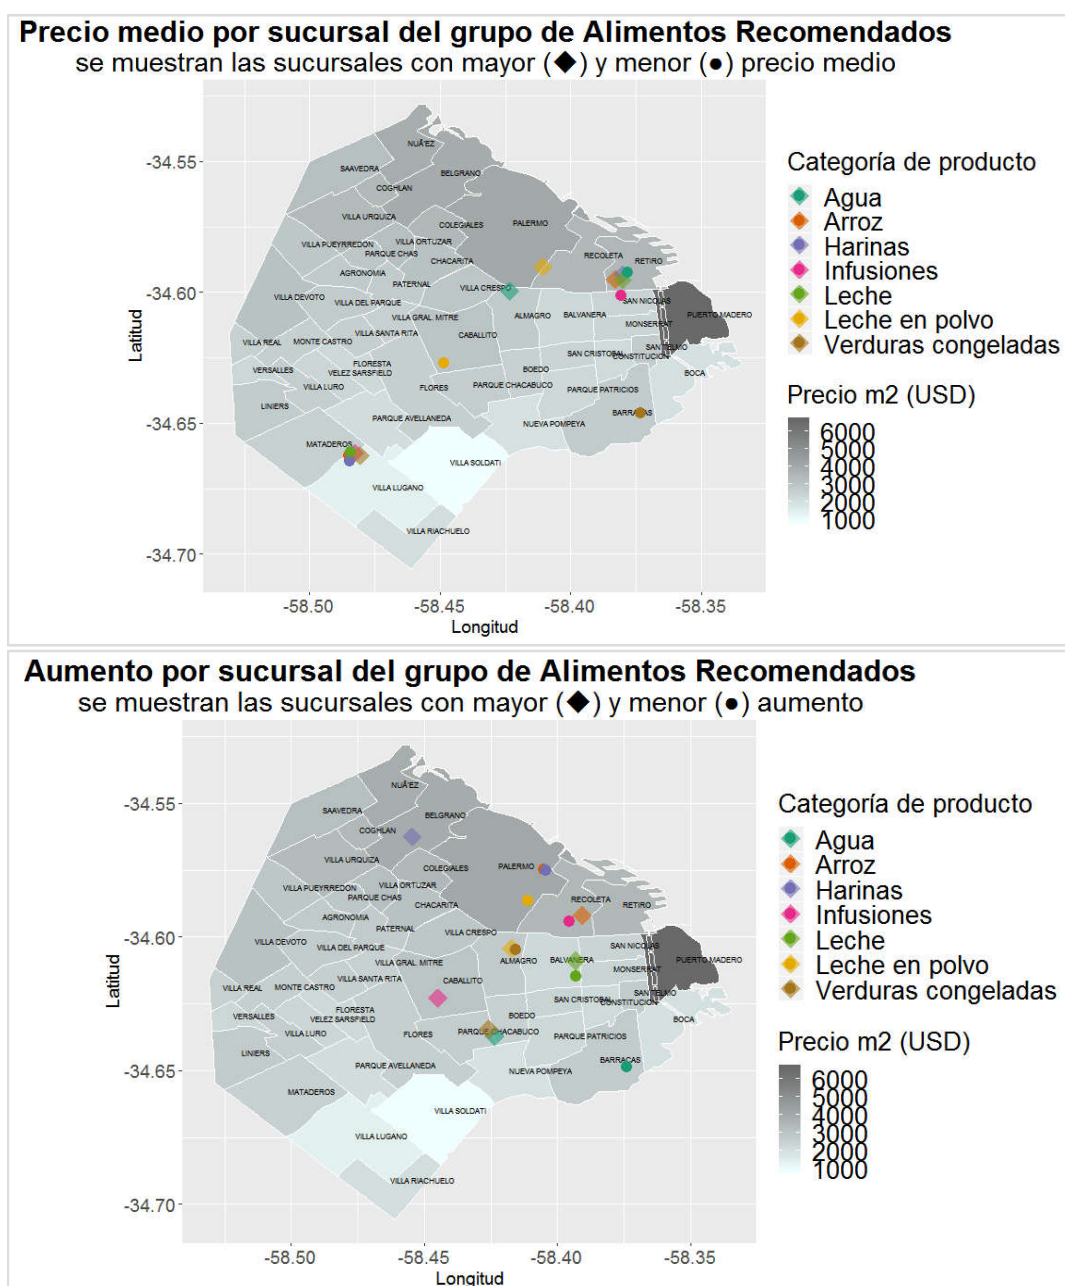 Precio medio por sucursal del grupo de Alimentos Recomendados
se muestran las sucursales con mayor (◆) y menor (●) precio medio
Latitud
-34.55
-34.60
-34.65
-34.70
NUÃ'EZ
SAAVEDRA
BELGRANO
COGHLAN
VILLA URQUIZA
COLEGIALES
PALERMO
VILLA PUEYRREDON
VILLA ORTUZAR
PARQUE CHAS
CHACARITA
RECOLETA
RETIRO
AGRONOMIA
PATERNAL
VILLA CRESPO
VILLA DEVOTO
VILLA DEL PARQUE
SAN NICOLAS
VILLA GRAL. MITRE
ALMAGRO
BALVANERA
PUERTO MADERO
MONSERRAT
VILLA SANTA RITA
CABALLITO
VILLA REAL
MONTE CASTRO
SAN CRISTOBAL
SAN TELMO
CONSTITUCION
FLORESTA
VERSALLES
VELEZ SARSFIELD
BOEDO
BOCA
VILLA LURO
FLORES
PARQUE CHACABUCO
PARQUE PATRICIOS
LINIERS
PARQUE AVELLANEDA
NUEVA POMPEYA
BARRACAS
MATADEROS
VILLA SOLDATI
VILLA LUGANO
VILLA RIACHUELO
-58.50
-58.45
-58.40
-58.35
Longitud
Categoría de producto
Agua
Arroz
Harinas
Infusiones
Leche
Leche en polvo
Verduras congeladas
Precio m2 (USD)
6000
5000
4000
3000
2000
1000
Aumento por sucursal del grupo de Alimentos Recomendados
se muestran las sucursales con mayor (◆) y menor (●) aumento
Latitud
-34.55
-34.60
-34.65
-34.70
NUÃ'EZ
SAAVEDRA
BELGRANO
COGHLAN
VILLA URQUIZA
COLEGIALES
PALERMO
VILLA PUEYRREDON
VILLA ORTUZAR
PARQUE CHAS
CHACARITA
RECOLETA
RETIRO
AGRONOMIA
PATERNAL
VILLA CRESPO
VILLA DEVOTO
VILLA DEL PARQUE
SAN NICOLAS
VILLA GRAL. MITRE
ALMAGRO
BALVANERA
PUERTO MADERO
MONSERRAT
VILLA SANTA RITA
CABALLITO
VILLA REAL
MONTE CASTRO
SAN CRISTOBAL
SAN TELMO
CONSTITUCION
FLORESTA
VERSALLES
VELEZ SARSFIELD
BOEDO
BOCA
VILLA LURO
FLORES
PARQUE CHACABUCO
PARQUE PATRICIOS
LINIERS
PARQUE AVELLANEDA
NUEVA POMPEYA
BARRACAS
MATADEROS
VILLA SOLDATI
VILLA LUGANO
VILLA RIACHUELO
-58.50
-58.45
-58.40
-58.35
Longitud
Categoría de producto
Agua
Arroz
Harinas
Infusiones
Leche
Leche en polvo
Verduras congeladas
Precio m2 (USD)
6000
5000
4000
3000
2000
1000